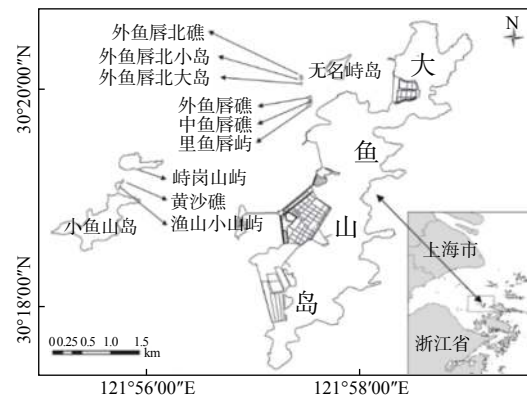 外鱼唇北礁
外鱼唇北小岛
外鱼唇北大岛
无名峙岛
大
N
30°20′00″N
外鱼唇礁
中鱼唇礁
里鱼唇屿
鱼
峙岗山屿
黄沙礁
渔山小山屿
小鱼山岛
山
上海市
30°18′00″N
岛
0 0.25 0.5 1.0 1.5
km
浙江省
121°56′00″E
121°58′00″E